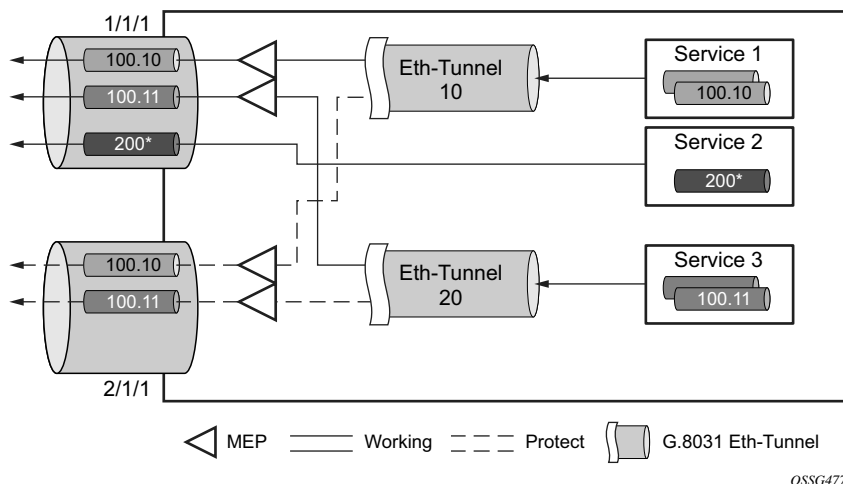 1/1/1
100.10
100.11
200*
Eth-Tunnel
10
Service 1
100.10
Service 2
200*
100.10
100.11
2/1/1
Eth-Tunnel
20
Service 3
100.11
MEP
Working
Protect
G.8031 Eth-Tunnel
OSSG477